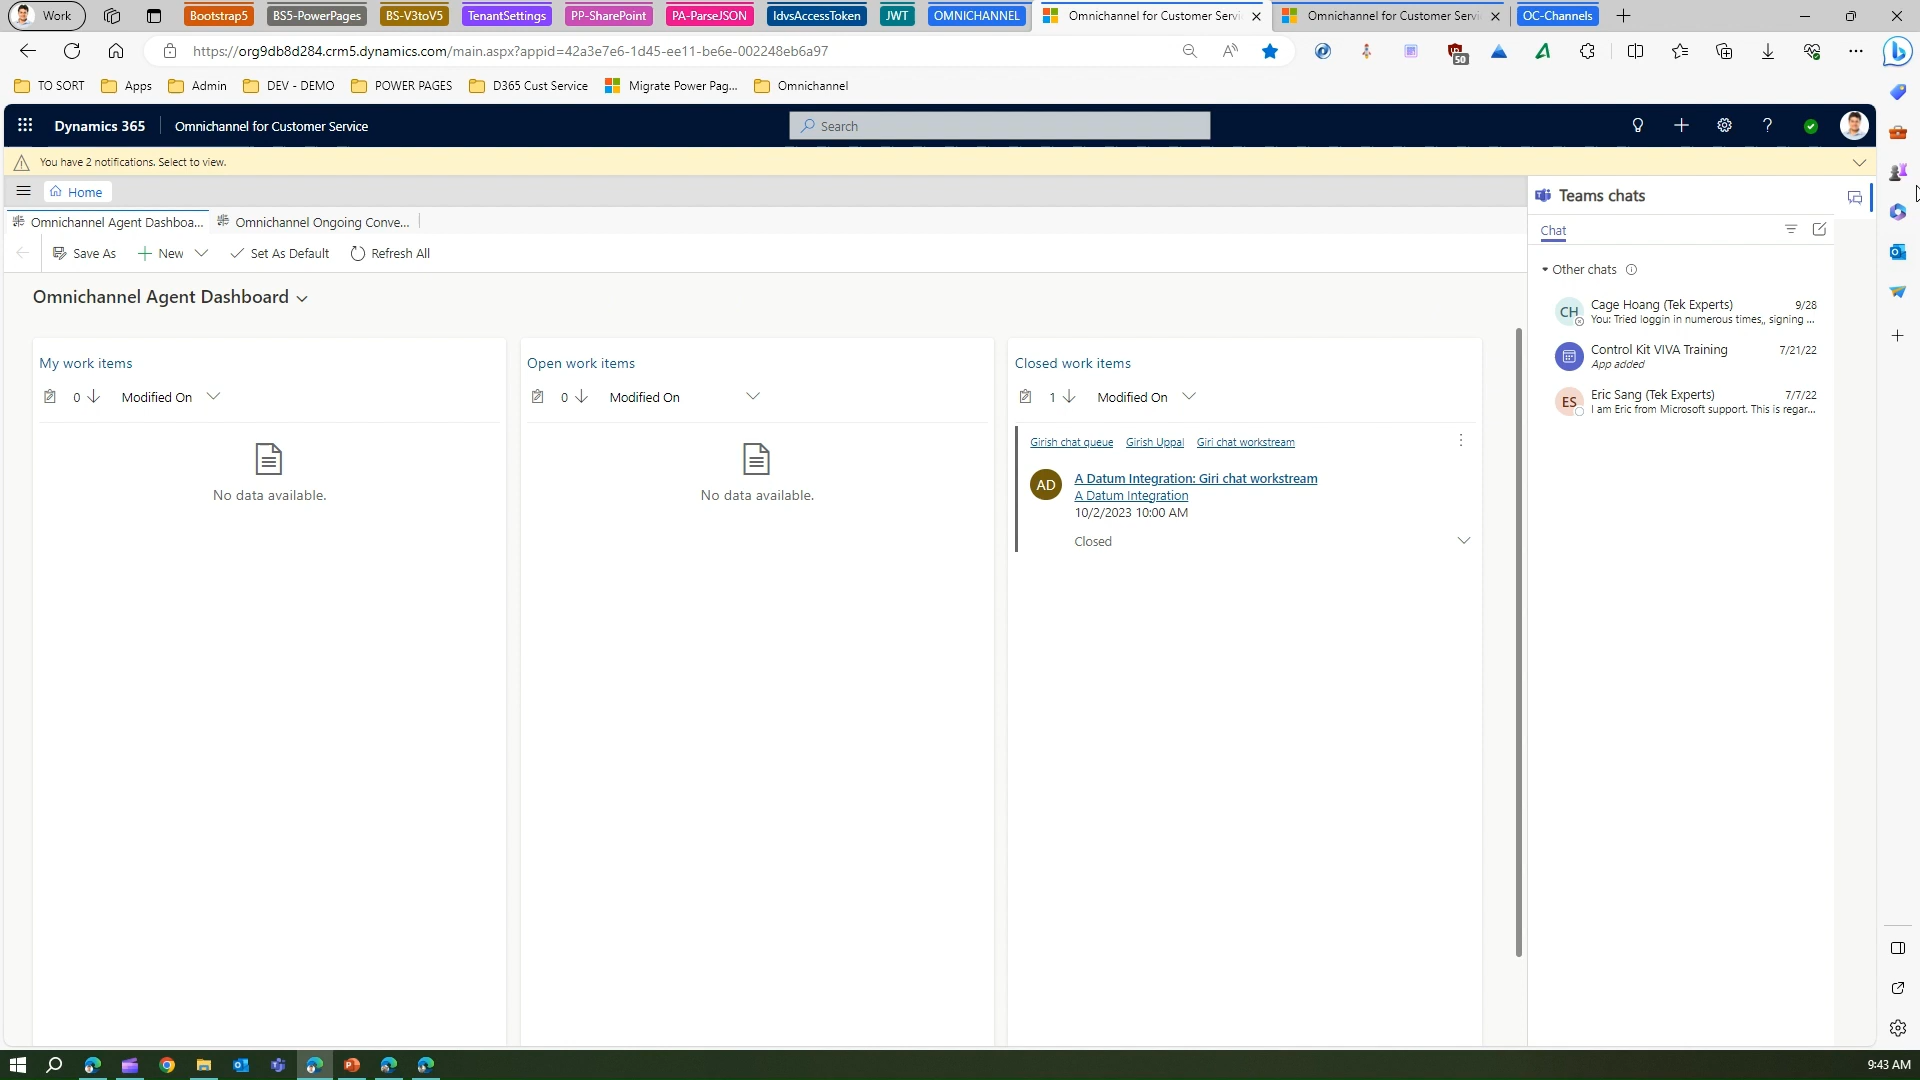 Work
Bootstrap5
BS5-PowerPages
BS-V3toV5
TenantSettings
PP-SharePoint
PA-ParseJSON
IdvsAccessToken
JWT
OMNICHANNEL
Omnichannel for Customer Servi
Omnichannel for Customer Servi
OC-Channels
https://org9db8d284.crm5.dynamics.com/main.aspx?appid=42a3e7e6-1d45-ee11-be6e-002248eb6a97
50
TO SORT
Apps
Admin
DEV - DEMO
POWER PAGES
D365 Cust Service
Migrate Power Pag...
Omnichannel
Dynamics 365
Omnichannel for Customer Service
Search
You have 2 notifications. Select to view.
Home
Teams chats
Omnichannel Agent Dashboa...
Omnichannel Ongoing Conve...
Chat
Save As
New
Set As Default
Refresh All
Other chats
Omnichannel Agent Dashboard
CH
Cage Hoang (Tek Experts)
9/28
You: Tried loggin in numerous times,, signing ...
Control Kit VIVA Training
7/21/22
App added
ES
Eric Sang (Tek Experts)
7/7/22
I am Eric from Microsoft support. This is regar...
My work items
0
Modified On
No data available.
Open work items
0
Modified On
No data available.
Closed work items
1
Modified On
Girish chat queue
Girish Uppal
Giri chat workstream
AD
A Datum Integration: Giri chat workstream
A Datum Integration
10/2/2023 10:00 AM
Closed
9:43 AM